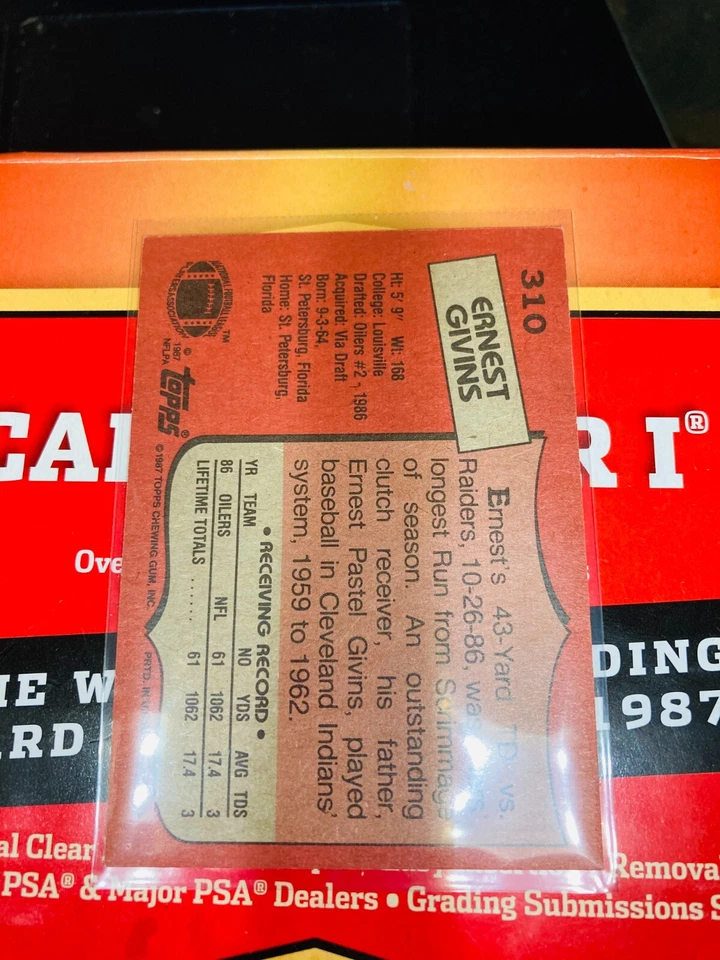 310
ERNEST
GIVINS
Ht: 5' 9" Wt: 168
College: Louisville
Drafted: Oilers #2 - 1986
Acquired: Via Draft
Born: 9-3-64,
St. Petersburg, Florida
Home: St. Petersburg,
Florida
TM
© 1987
NFLPA
topps®
Ernest's 43-Yard TD vs.
Raiders, 10-26-86, was
longest Run from Scrimmage
of season. An outstanding
clutch receiver, his father,
Ernest Pastel Givins, played
baseball in Cleveland Indians'
system, 1959 to 1962.
• RECEIVING RECORD •
YR TEAM NO YDS AVG TDS
86 OILERS NFL 61 1062 17.4 3
LIFETIME TOTALS ...... 61 1062 17.4 3
© 1987 TOPPS CHEWING GUM, INC. PRTD. IN
CA
R I®
Ove
IE W
DING
RD
1987
al Clear
Remova
PSA® & Major PSA® Dealers • Grading Submissions S